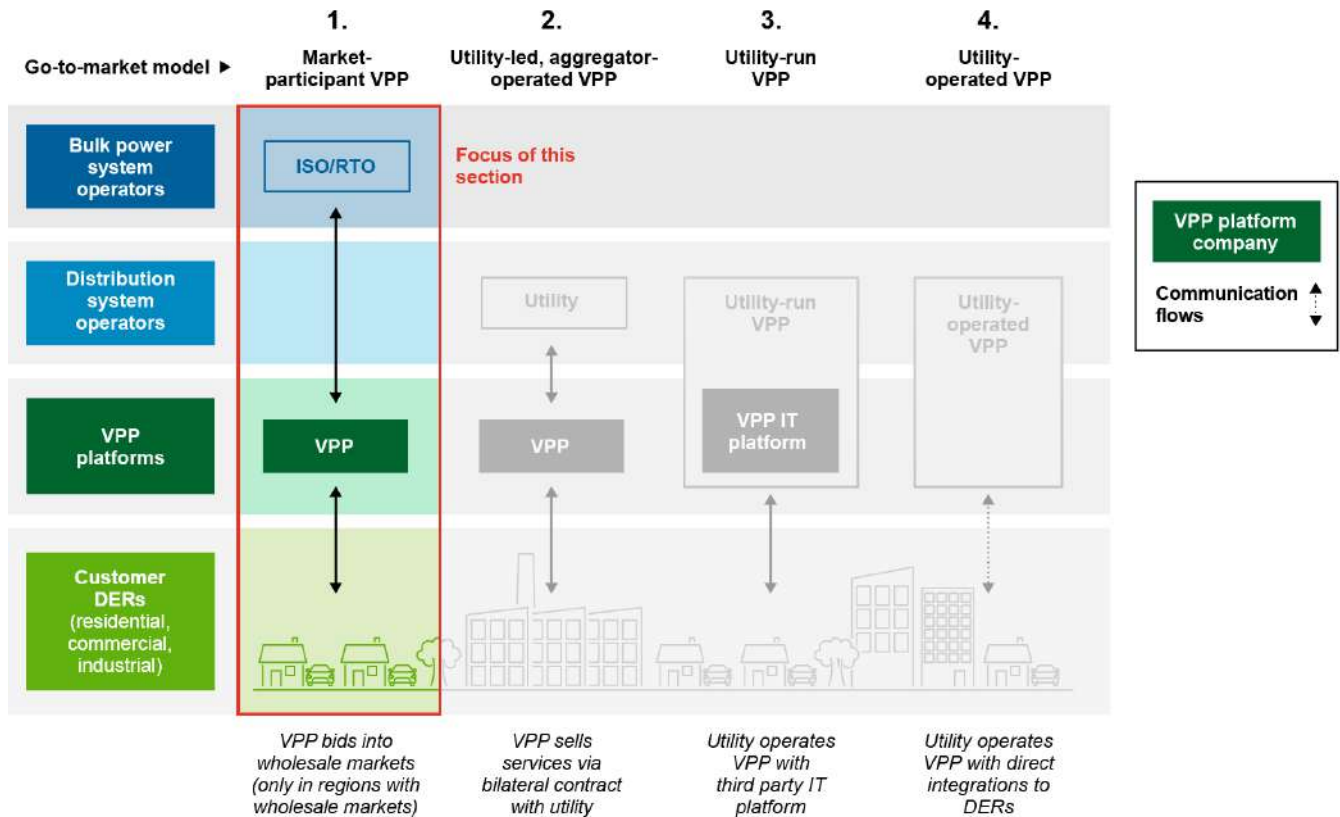 1.
2.
3.
4.
Go-to-market model ►
Market-
participant VPP
Utility-led, aggregator-
operated VPP
Utility-run
VPP
Utility-
operated VPP
Bulk power
system
operators
ISO/RTO
Focus of this
section
VPP platform
company
Communication
flows
Distribution
system
operators
Utility
Utility-run
VPP
Utility-
operated
VPP
VPP
platforms
VPP
VPP
VPP IT
platform
Customer
DERs
(residential,
commercial,
industrial)
VPP bids into
wholesale markets
(only in regions with
wholesale markets)
VPP sells
services via
bilateral contract
with utility
Utility operates
VPP with
third party IT
platform
Utility operates
VPP with direct
integrations to
DERs